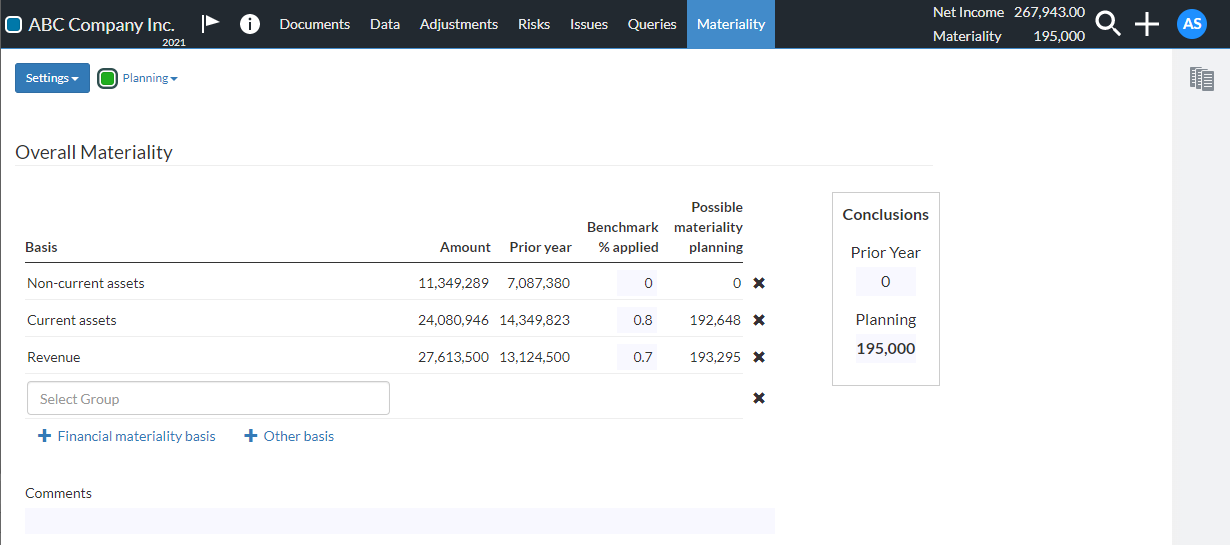 ABC Company Inc.
2021
Documents Data Adjustments Risks Issues Queries Materiality
Net Income 267,943.00
Materiality 195,000
AS
Settings Planning
Overall Materiality
Basis Amount Prior year Benchmark % applied Possible materiality planning
Non-current assets 11,349,289 7,087,380 0 0
Current assets 24,080,946 14,349,823 0.8 192,648
Revenue 27,613,500 13,124,500 0.7 193,295
Select Group
Financial materiality basis Other basis
Comments
Conclusions
Prior Year
0
Planning
195,000